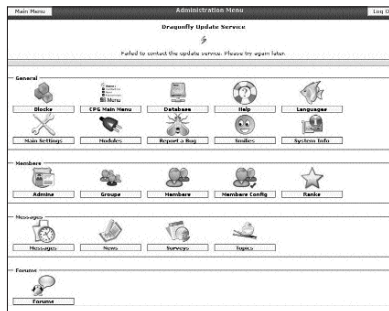 Main Menu Administration Menu Log O
Dragonfly Update Service
Failed to contact the update service. Please try again later.
General
Blocks CPG Main Menu Database Help Languages
Main Settings Modules Report a Bug Smilies System Info
Members
Admins Groups Members Members Config Ranks
Messages
Messages News Surveys Topics
Forums
Forums